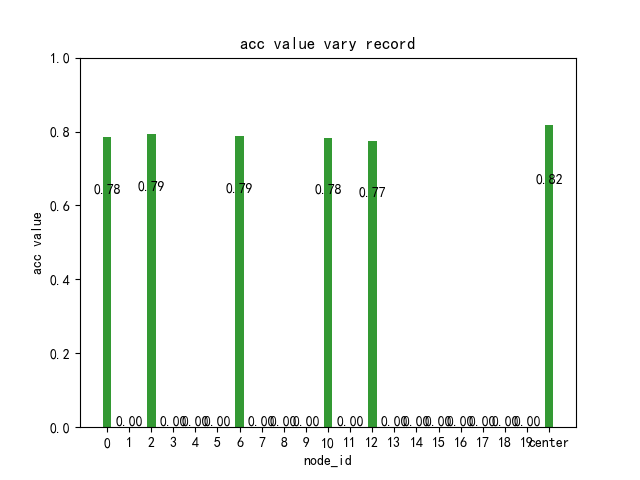 acc value vary record
1.0
0.8
0.6
0.4
0.2
0.0
acc value
0.78 0.00 0.79 0.00 0.00 0.00 0.79 0.00 0.00 0.00 0.78 0.00 0.77 0.00 0.00 0.00 0.00 0.00 0.00 0.00 0.82
0 1 2 3 4 5 6 7 8 9 10 11 12 13 14 15 16 17 18 19 center
node_id